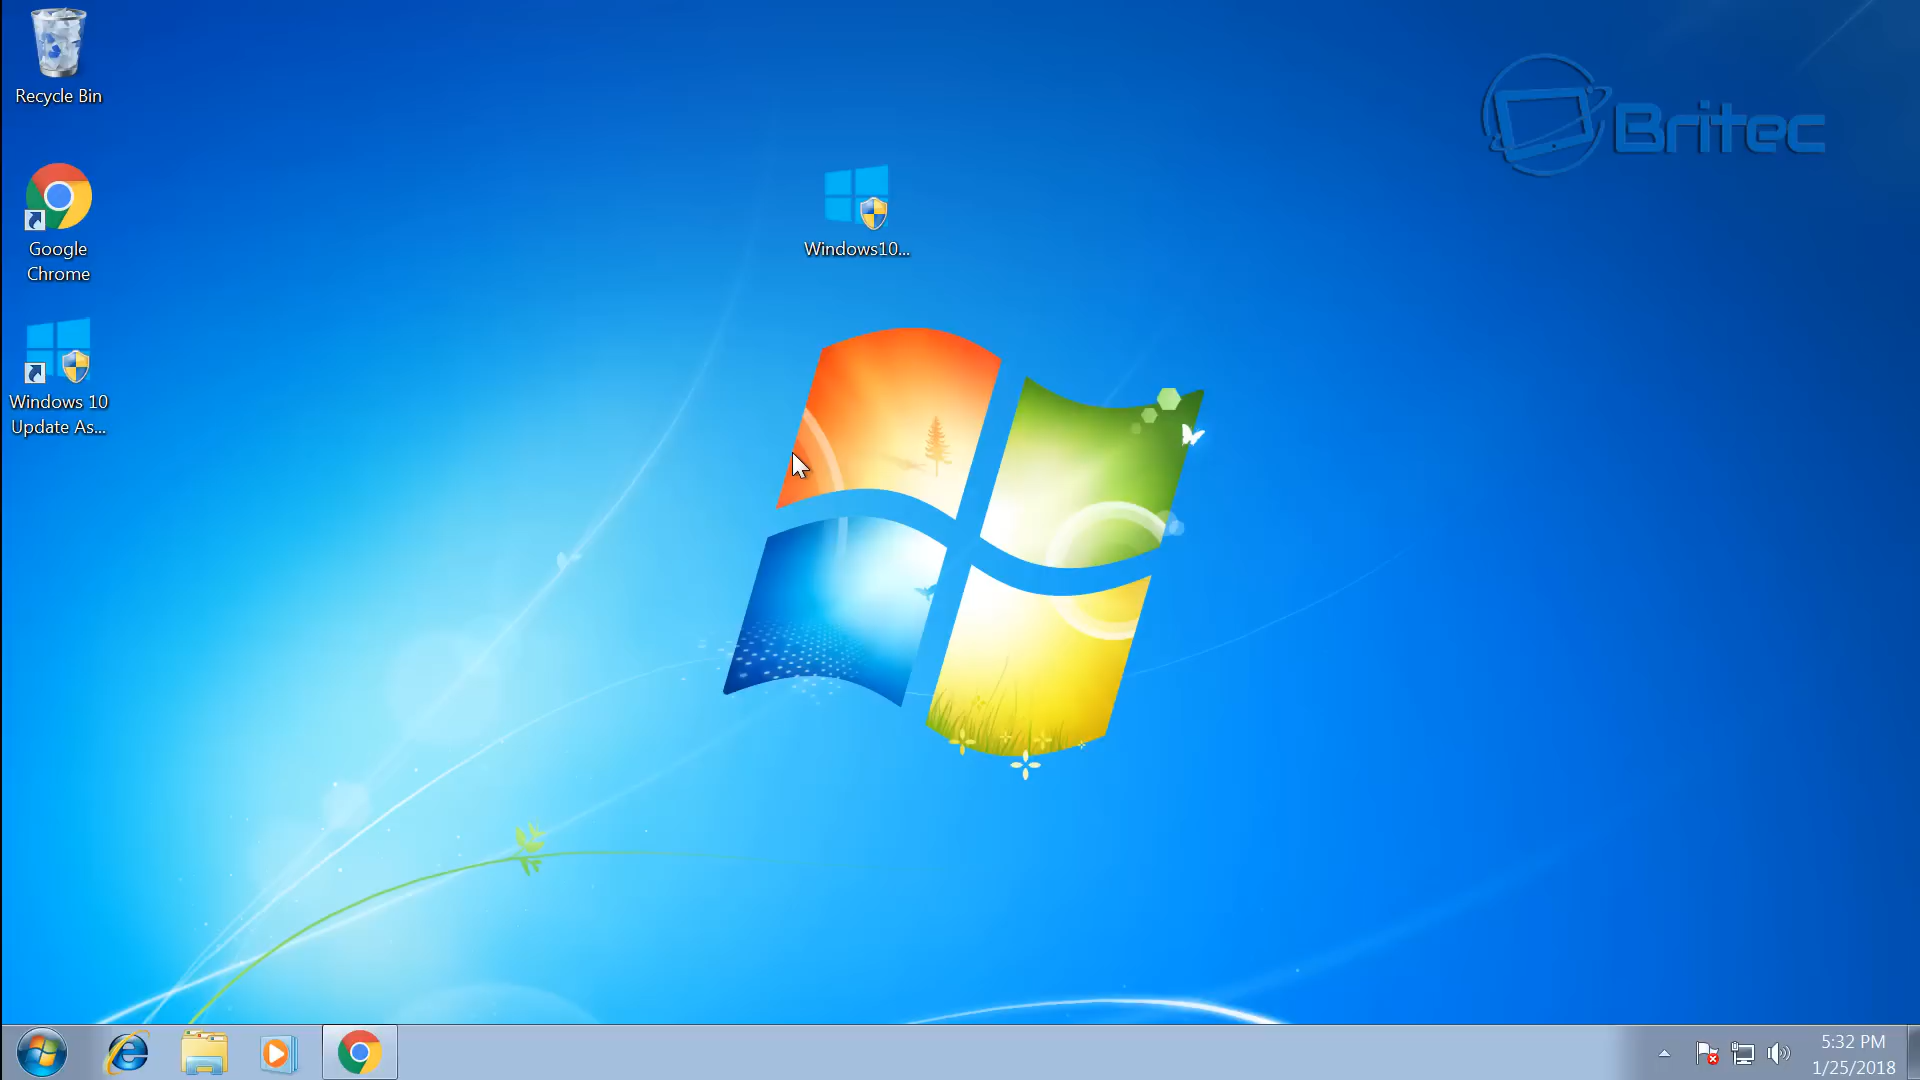 Recycle Bin
Britec
Windows10...
Google
Chrome
Windows 10
Update As...
5:32 PM
1/25/2018